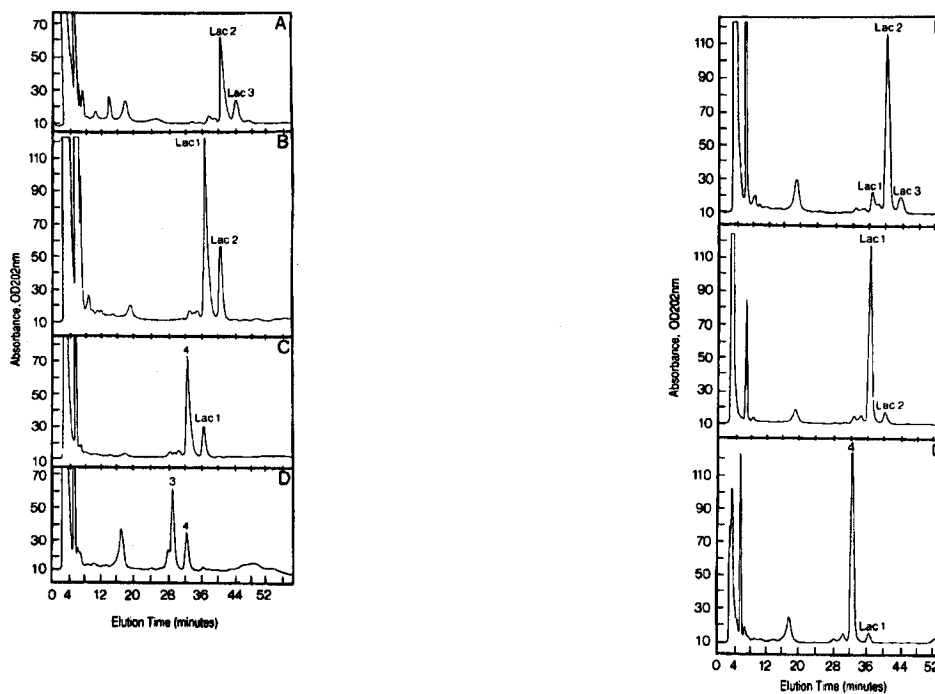 A
70
50
30
10
Lac 2
Lac 3
B
110
90
70
50
30
10
Lac 1
Lac 2
C
70
50
30
10
4
Lac 1
D
70
50
30
10
3
4
0 4 12 20 28 36 44 52
Elution Time (minutes)
Absorbance, OD202nm
110
90
70
50
30
10
Lac 2
Lac 1
Lac 3
110
90
70
50
30
10
Lac 1
Lac 2
110
90
70
50
30
10
4
Lac 1
0 4 12 20 28 36 44
Elution Time (minutes)
Absorbance, OD202nm